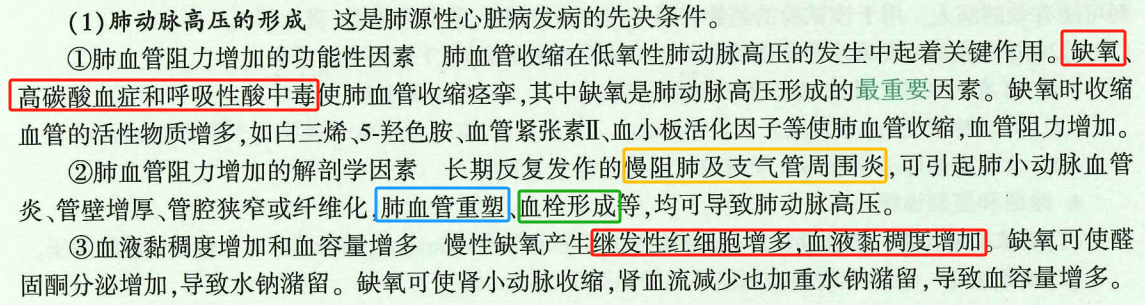 (1)肺动脉高压的形成 这是肺源性心脏病发病的先决条件。
①肺血管阻力增加的功能性因素 肺血管收缩在低氧性肺动脉高压的发生中起着关键作用。缺氧、
高碳酸血症和呼吸性酸中毒使肺血管收缩痉挛,其中缺氧是肺动脉高压形成的最重要因素。缺氧时收缩
血管的活性物质增多,如白三烯、5-羟色胺、血管紧张素Ⅱ、血小板活化因子等使肺血管收缩,血管阻力增加。
②肺血管阻力增加的解剖学因素 长期反复发作的慢阻肺及支气管周围炎,可引起肺小动脉血管
炎、管壁增厚、管腔狭窄或纤维化,肺血管重塑、血栓形成等,均可导致肺动脉高压。
③血液黏稠度增加和血容量增多 慢性缺氧产生继发性红细胞增多,血液黏稠度增加。缺氧可使醛
固酮分泌增加,导致水钠潴留。缺氧可使肾小动脉收缩,肾血流减少也加重水钠潴留,导致血容量增多。